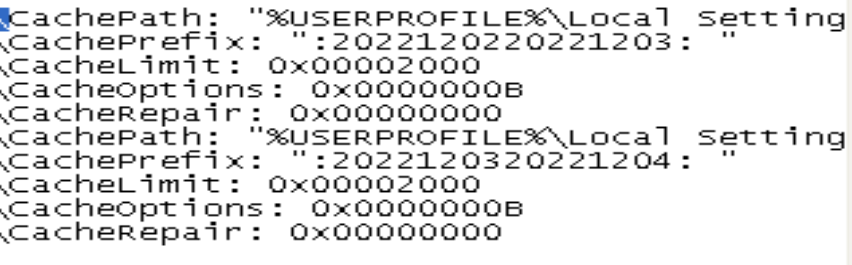 \CachePath: "%USERPROFILE%\Local Setting
\CachePrefix: ":2022120220221203: "
\CacheLimit: 0x00002000
\CacheOptions: 0x0000000B
\CacheRepair: 0x00000000
\CachePath: "%USERPROFILE%\Local Setting
\CachePrefix: ":2022120320221204: "
\CacheLimit: 0x00002000
\CacheOptions: 0x0000000B
\CacheRepair: 0x00000000